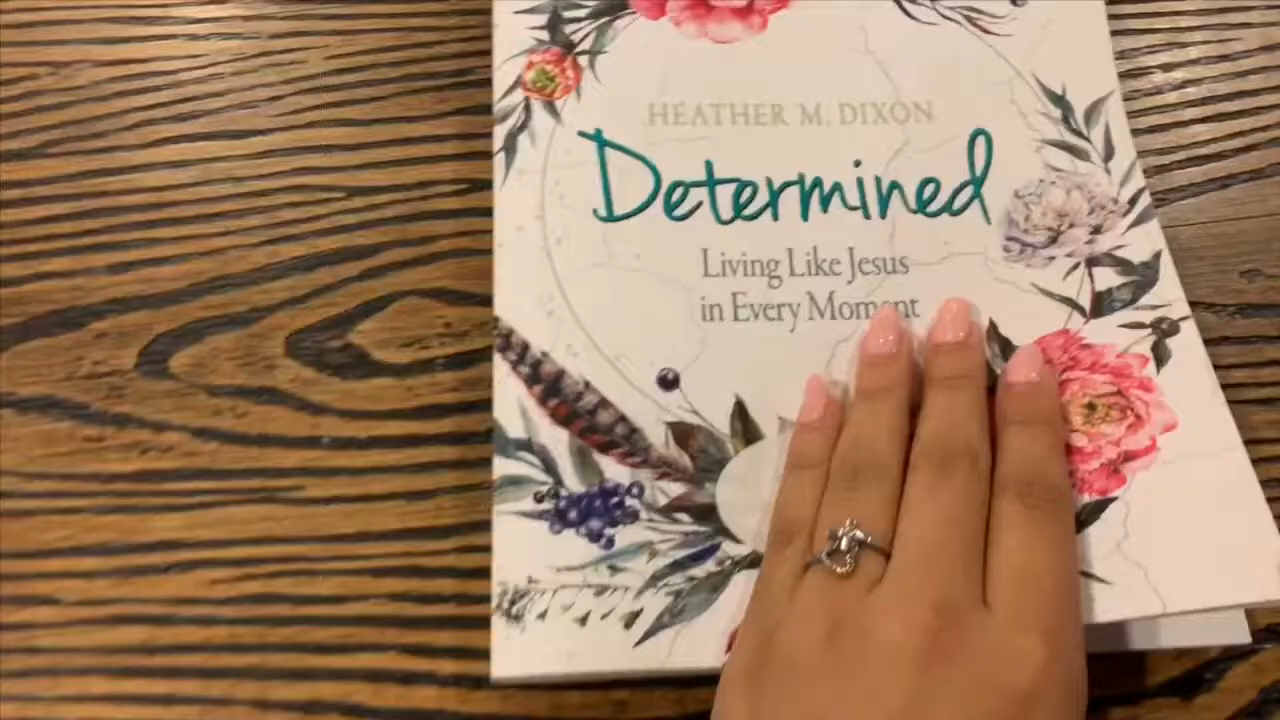 HEATHER M. DIXON
Determined
Living Like Jesus
in Every Moment